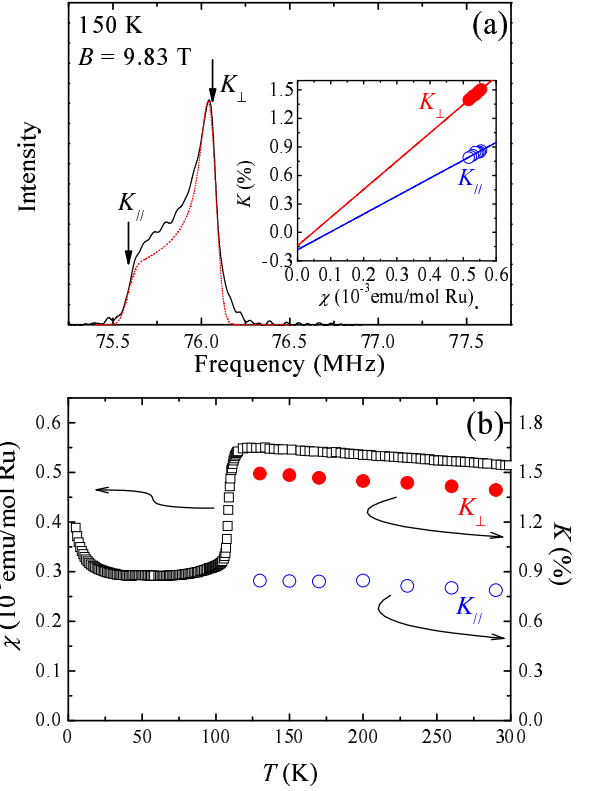 150 K
B = 9.83 T
(a)
K⊥
K//
Intensity
K (%)
1.5
1.2
0.9
0.6
0.3
0.0
-0.3
K⊥
K//
0.0 0.1 0.2 0.3 0.4 0.5 0.6
χ (10⁻³emu/mol Ru)
75.5 76.0 76.5 77.0 77.5
Frequency (MHz)
(b)
0.6
0.5
0.4
0.3
0.2
0.1
0.0
1.8
1.5
1.2
0.9
0.6
0.3
0.0
K⊥
K//
K (%)
0 50 100 150 200 250 300
T (K)